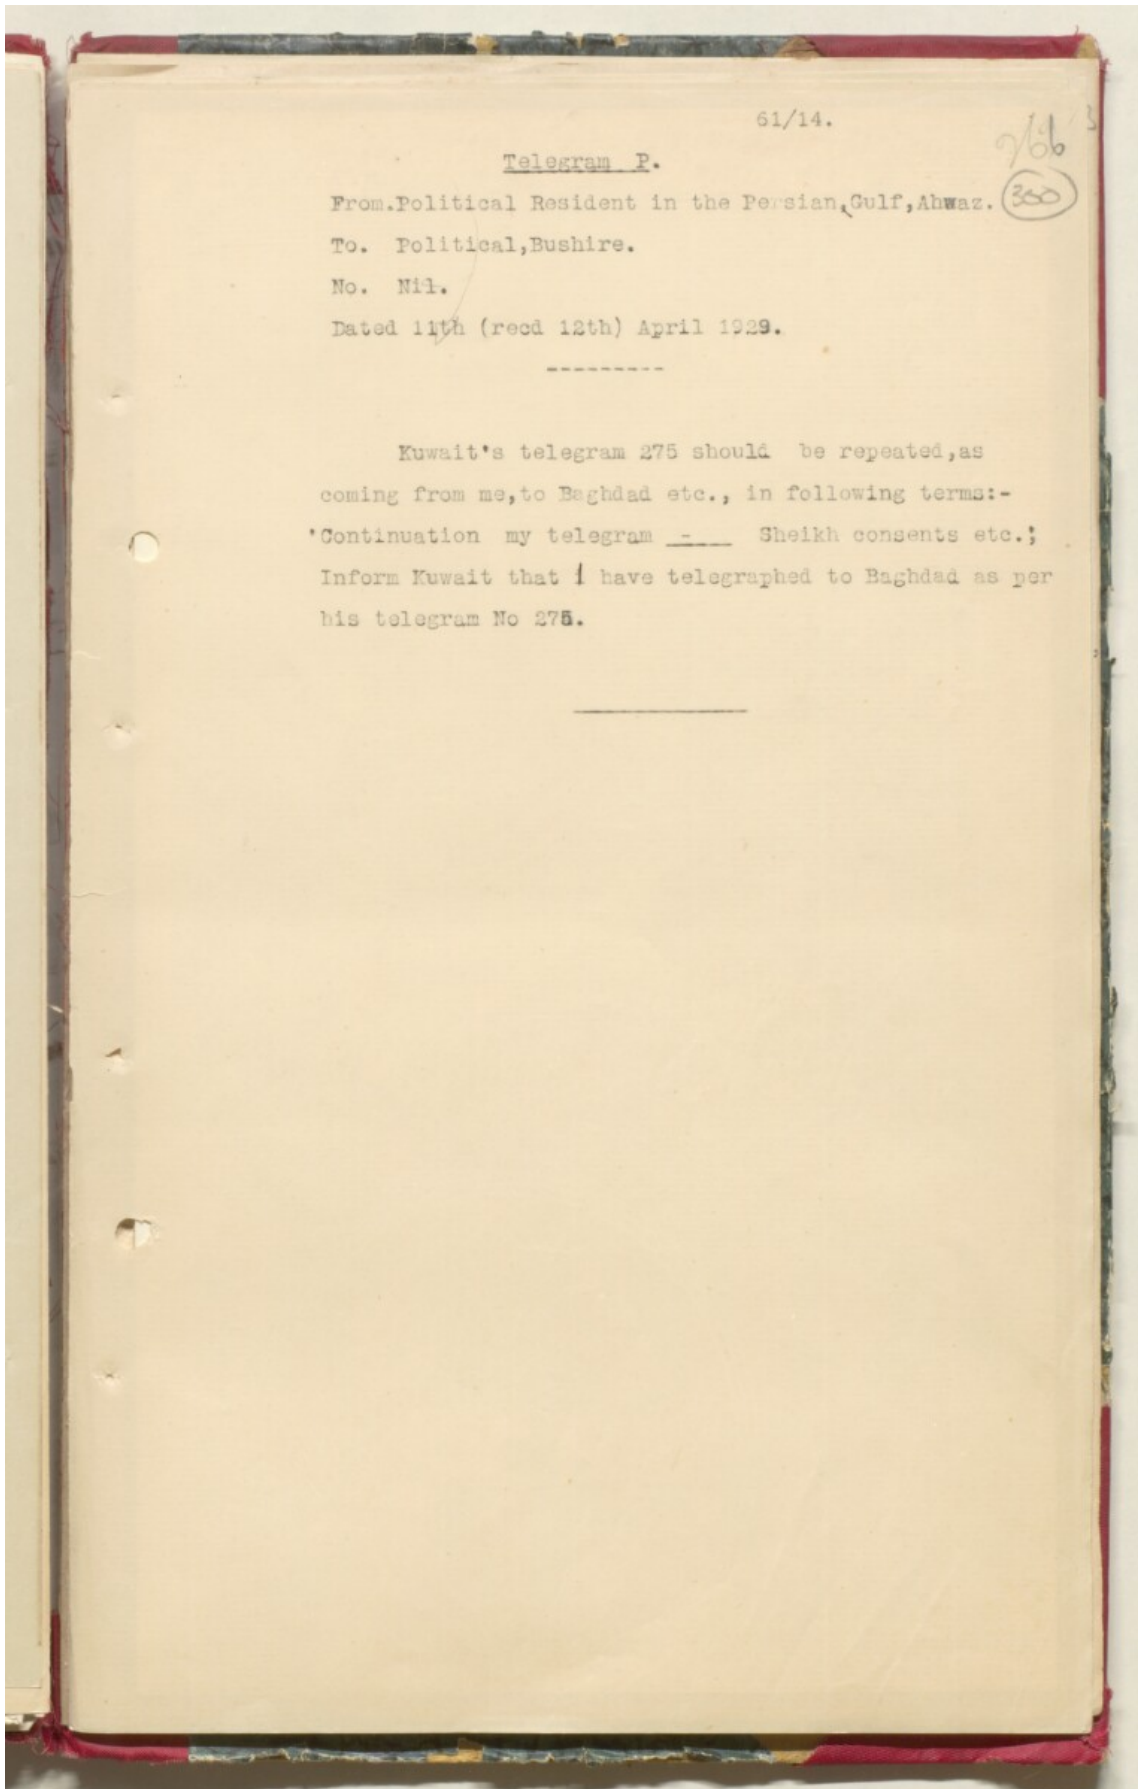 61/14.
266
300
Telegram P.
From.Political Resident in the Persian,Gulf,Ahwaz.
To. Political,Bushire.
No. Nil.
Dated 11th (recd 12th) April 1929.
---------
Kuwait's telegram 275 should be repeated,as
coming from me,to Baghdad etc., in following terms:-
'Continuation my telegram _-__ Sheikh consents etc.;
Inform Kuwait that I have telegraphed to Baghdad as per
his telegram No 275.